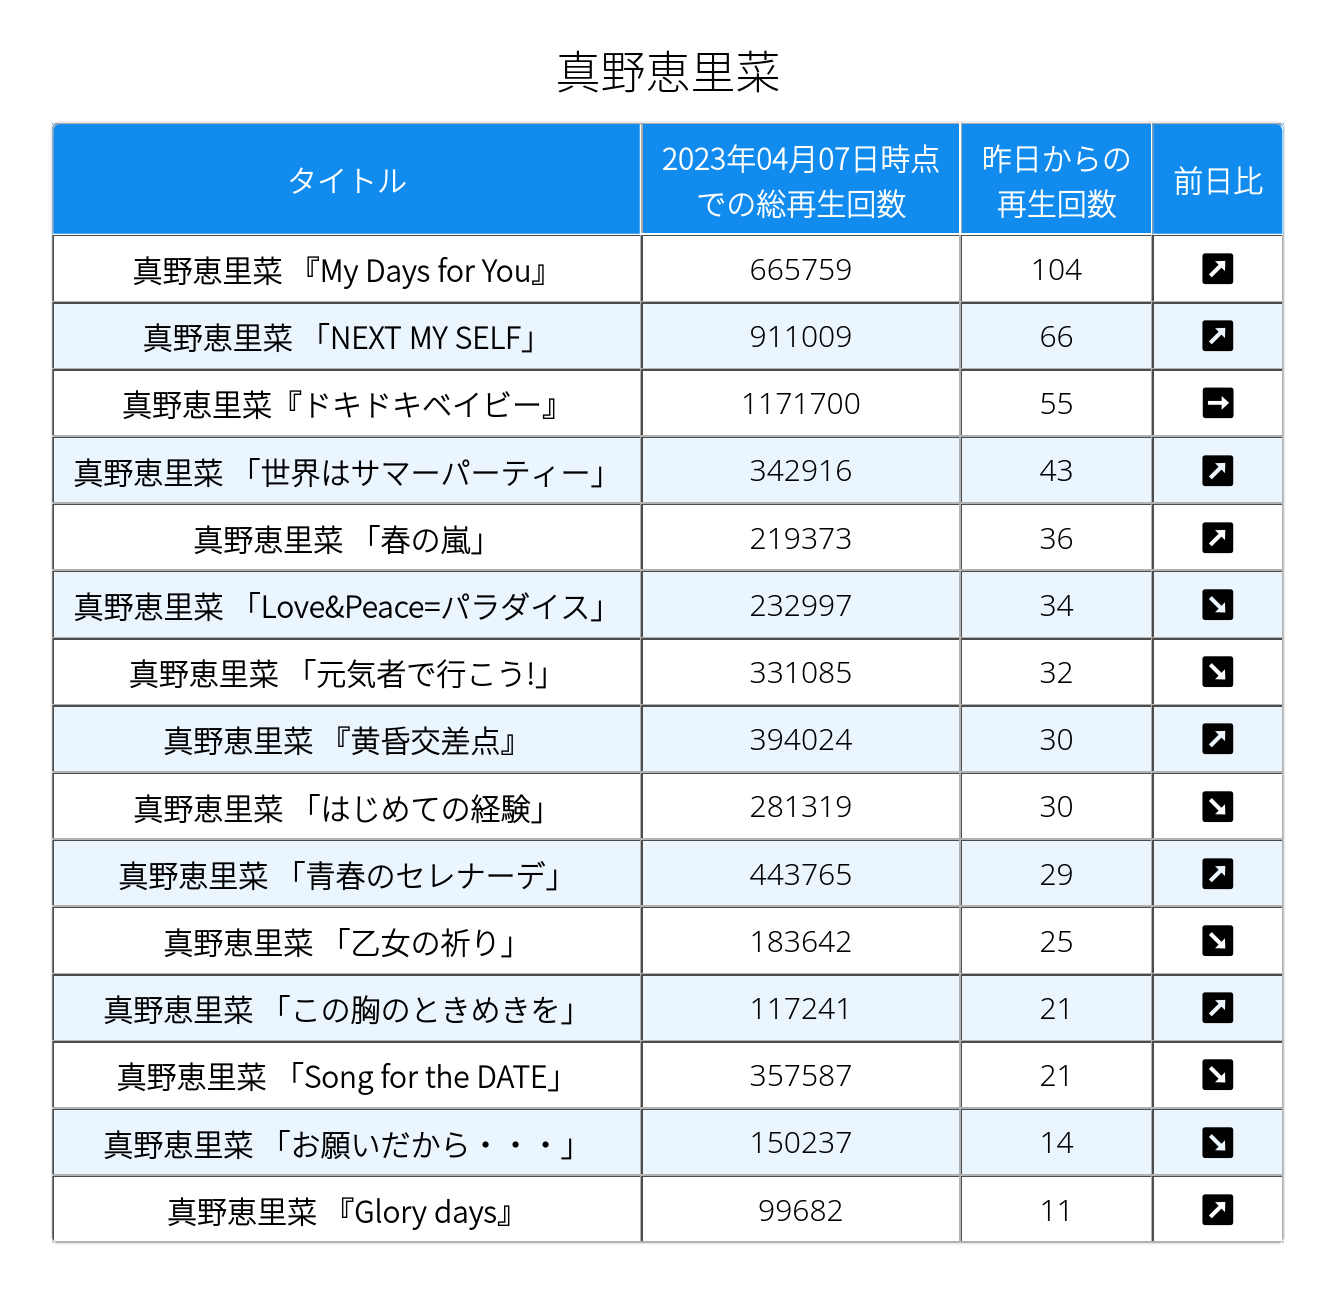 真野恵里菜
タイトル
2023年04月07日時点
での総再生回数
昨日からの
再生回数
前日比
真野恵里菜 『My Days for You』 665759 104 ↗
真野恵里菜 「NEXT MY SELF」 911009 66 ↗
真野恵里菜『ドキドキベイビー』 1171700 55 →
真野恵里菜 「世界はサマーパーティー」 342916 43 ↗
真野恵里菜 「春の嵐」 219373 36 ↗
真野恵里菜 「Love&Peace=パラダイス」 232997 34 ↘
真野恵里菜 「元気者で行こう!」 331085 32 ↘
真野恵里菜 『黄昏交差点』 394024 30 ↗
真野恵里菜 「はじめての経験」 281319 30 ↘
真野恵里菜 「青春のセレナーデ」 443765 29 ↗
真野恵里菜 「乙女の祈り」 183642 25 ↘
真野恵里菜 「この胸のときめきを」 117241 21 ↗
真野恵里菜 「Song for the DATE」 357587 21 ↘
真野恵里菜 「お願いだから・・・」 150237 14 ↘
真野恵里菜 『Glory days』 99682 11 ↗